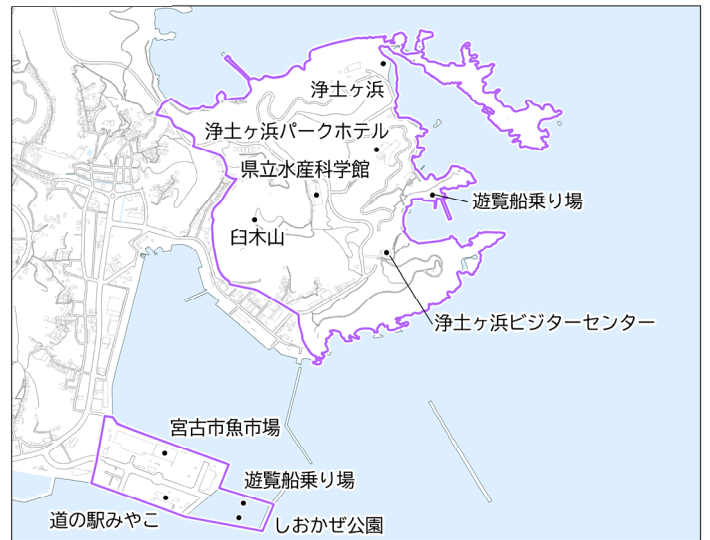 浄土ヶ浜
浄土ヶ浜パークホテル
県立水産科学館
遊覧船乗り場
臼木山
浄土ヶ浜ビジターセンター
宮古市魚市場
遊覧船乗り場
道の駅みやこ
しおかぜ公園